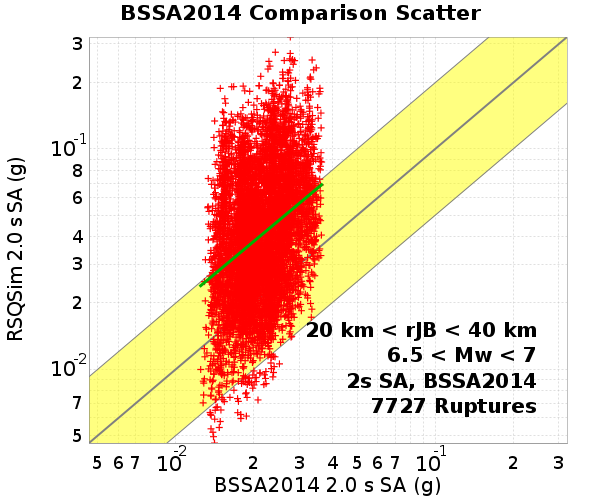 BSSA2014 Comparison Scatter
RSQSim 2.0 s SA (g)
3
2
10-1
8
6
4
3
2
10-2
7
5
20 km < rJB < 40 km
6.5 < Mw < 7
2s SA, BSSA2014
7727 Ruptures
5 6 7 10-2 2 3 4 5 6 7 10-1 2 3
BSSA2014 2.0 s SA (g)